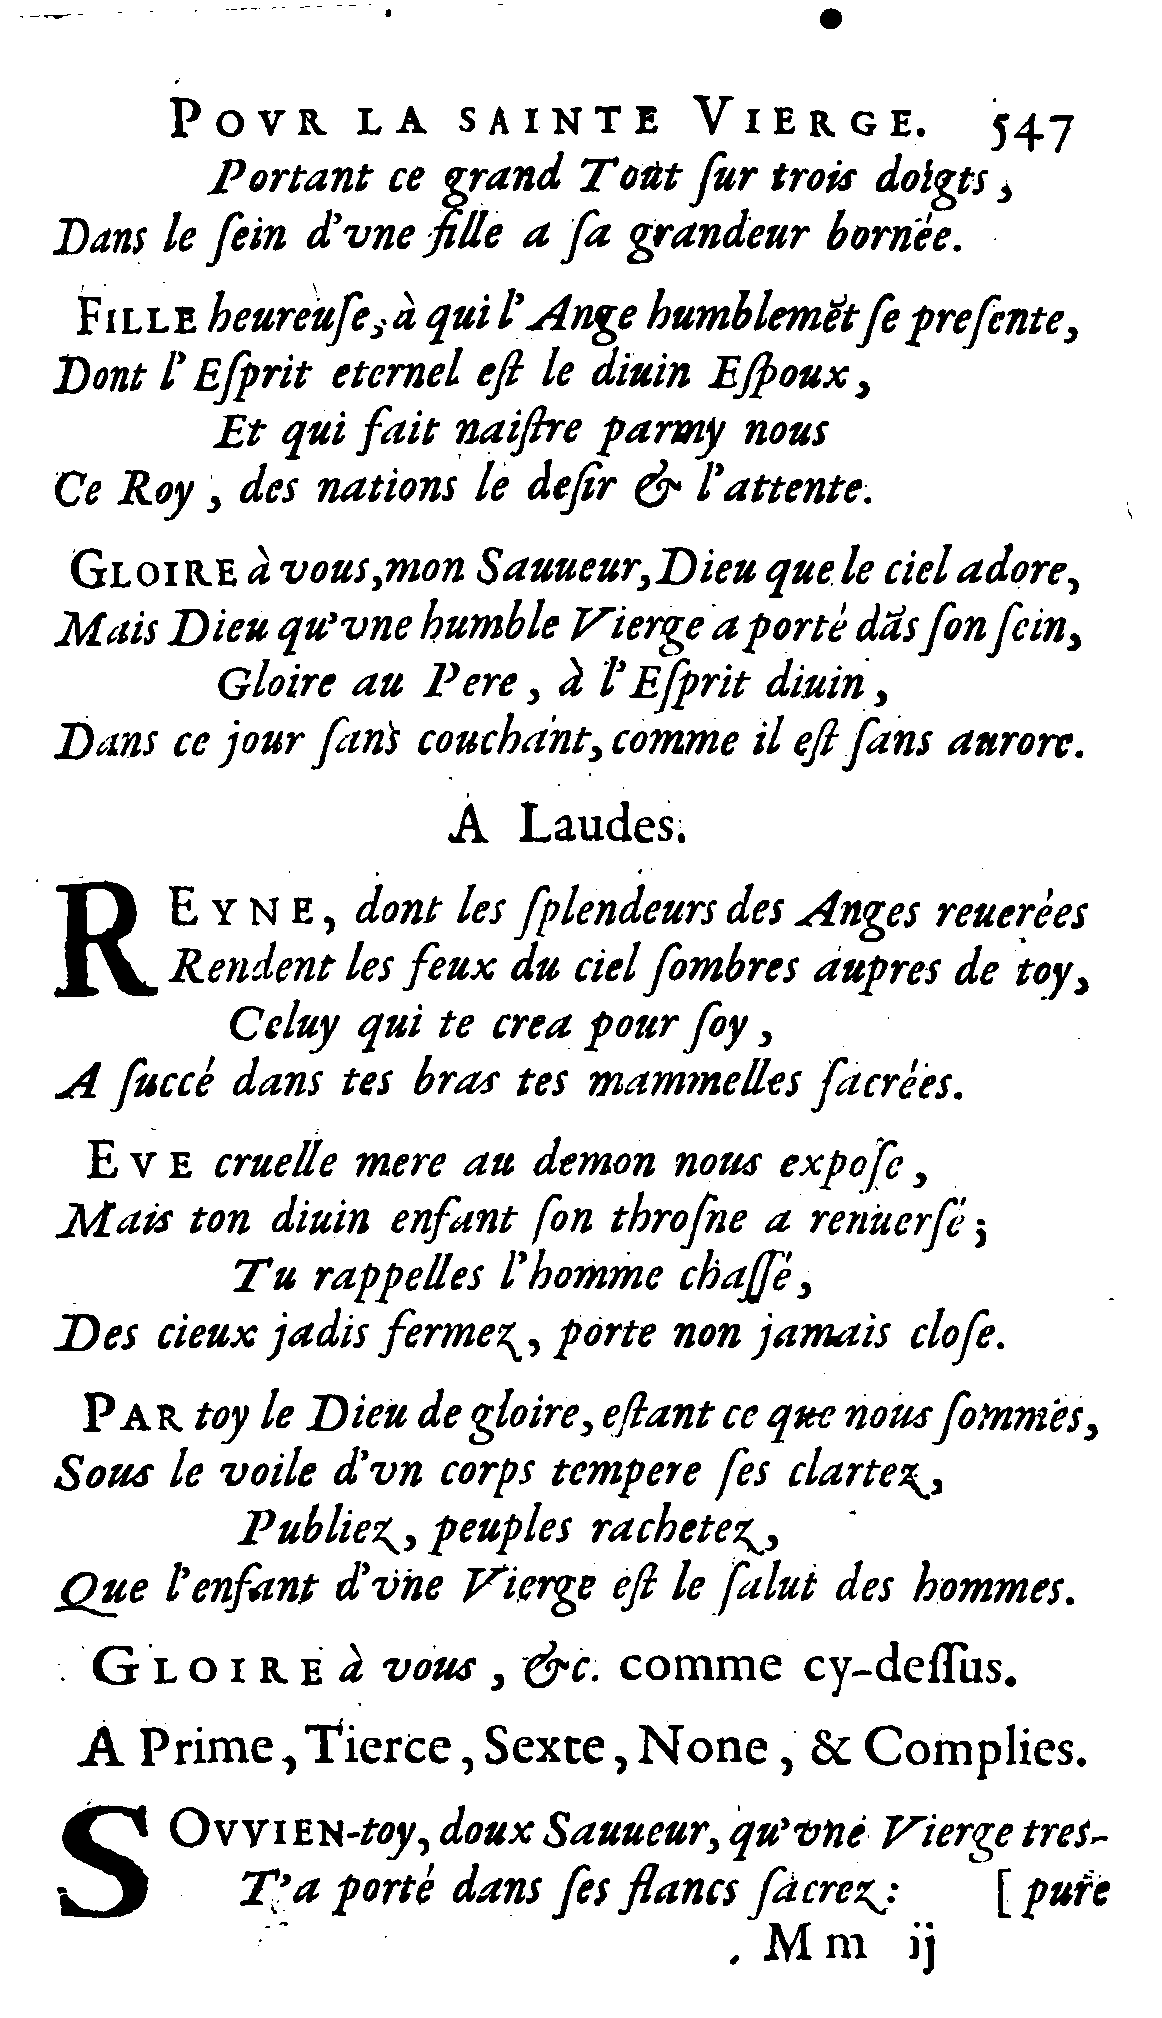 POVR LA SAINTE VIERGE. 547
Portant ce grand Tout ſur trois doigts,
Dans le ſein d'vne fille a ſa grandeur bornée.
FILLE heureuſe, à qui l'Ange humblemẽt ſe preſente,
Dont l'Eſprit eternel eſt le diuin Eſpoux,
Et qui fait naiſtre parmy nous
Ce Roy, des nations le deſir & l'attente.
GLOIRE à vous, mon Sauueur, Dieu que le ciel adore,
Mais Dieu qu'vne humble Vierge a porté dãs ſon ſein,
Gloire au Pere, à l'Eſprit diuin,
Dans ce jour ſans couchant, comme il eſt ſans aurore.
A Laudes.
REYNE, dont les ſplendeurs des Anges reuerées
Rendent les feux du ciel ſombres aupres de toy,
Celuy qui te crea pour ſoy,
A ſuccé dans tes bras tes mammelles ſacrées.
EVE cruelle mere au demon nous expoſe,
Mais ton diuin enfant ſon throſne a renuerſé;
Tu rappelles l'homme chaſſé,
Des cieux jadis fermez, porte non jamais cloſe.
PAR toy le Dieu de gloire, eſtant ce que nous ſommes,
Sous le voile d'vn corps tempere ſes clartez,
Publiez, peuples rachetez,
Que l'enfant d'vne Vierge eſt le ſalut des hommes.
GLOIRE à vous, &c. comme cy-deſſus.
A Prime, Tierce, Sexte, None, & Complies.
SOVVIEN-toy, doux Sauueur, qu'vne Vierge tres-
T'a porté dans ſes flancs ſacrez: [pure
Mm ij